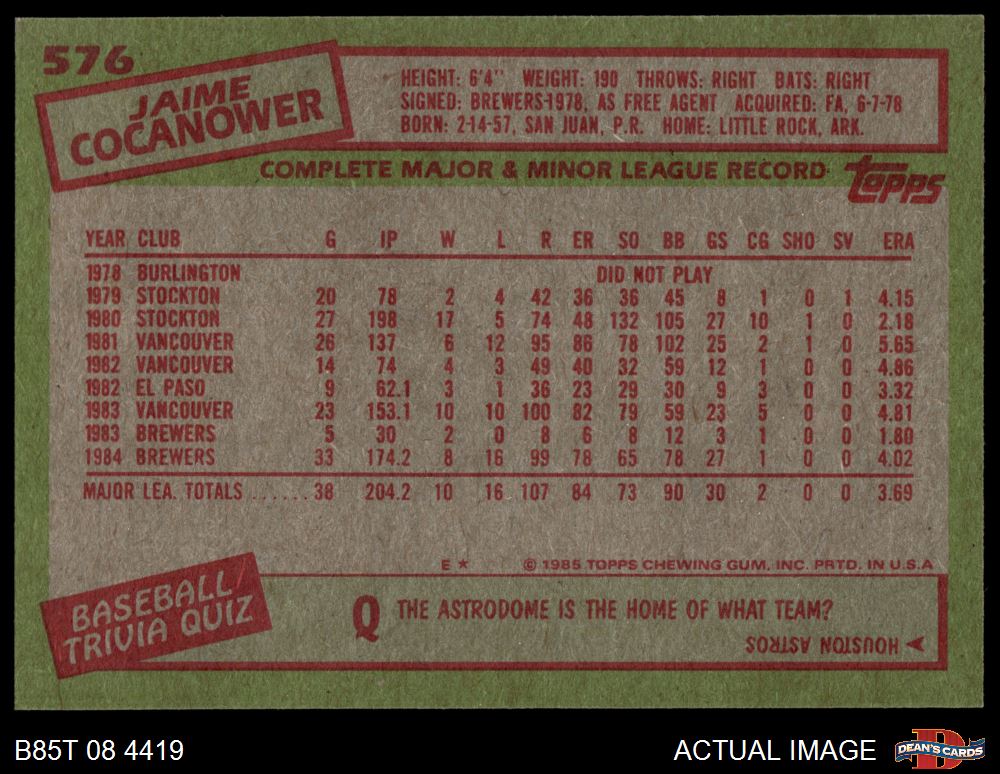 576
JAIME
COCANOWER
HEIGHT: 6'4" WEIGHT: 190 THROWS: RIGHT BATS: RIGHT
SIGNED: BREWERS-1978, AS FREE AGENT ACQUIRED: FA, 6-7-78
BORN: 2-14-57, SAN JUAN, P.R. HOME: LITTLE ROCK, ARK.
COMPLETE MAJOR & MINOR LEAGUE RECORD topps
YEAR CLUB G IP W L R ER SO BB GS CG SHO SV ERA
1978 BURLINGTON DID NOT PLAY
1979 STOCKTON 20 78 2 4 42 36 36 45 8 1 0 1 4.15
1980 STOCKTON 27 198 17 5 74 48 132 105 27 10 1 0 2.18
1981 VANCOUVER 26 137 6 12 95 86 78 102 25 2 1 0 5.65
1982 VANCOUVER 14 74 4 3 49 40 32 59 12 1 0 0 4.86
1982 EL PASO 9 62.1 3 1 36 23 29 30 9 3 0 0 3.32
1983 VANCOUVER 23 153.1 10 10 100 82 79 59 23 5 0 0 4.81
1983 BREWERS 5 30 2 0 8 6 8 12 3 1 0 0 1.80
1984 BREWERS 33 174.2 8 16 99 78 65 78 27 1 0 0 4.02
MAJOR LEA. TOTALS ...... 38 204.2 10 16 107 84 73 90 30 2 0 0 3.69
E ★ © 1985 TOPPS CHEWING GUM, INC. PRTD. IN U.S.A
BASEBALL
TRIVIA QUIZ
Q THE ASTRODOME IS THE HOME OF WHAT TEAM?
HOUSTON ASTROS
B85T 08 4419
ACTUAL IMAGE
DEAN'S CARDS